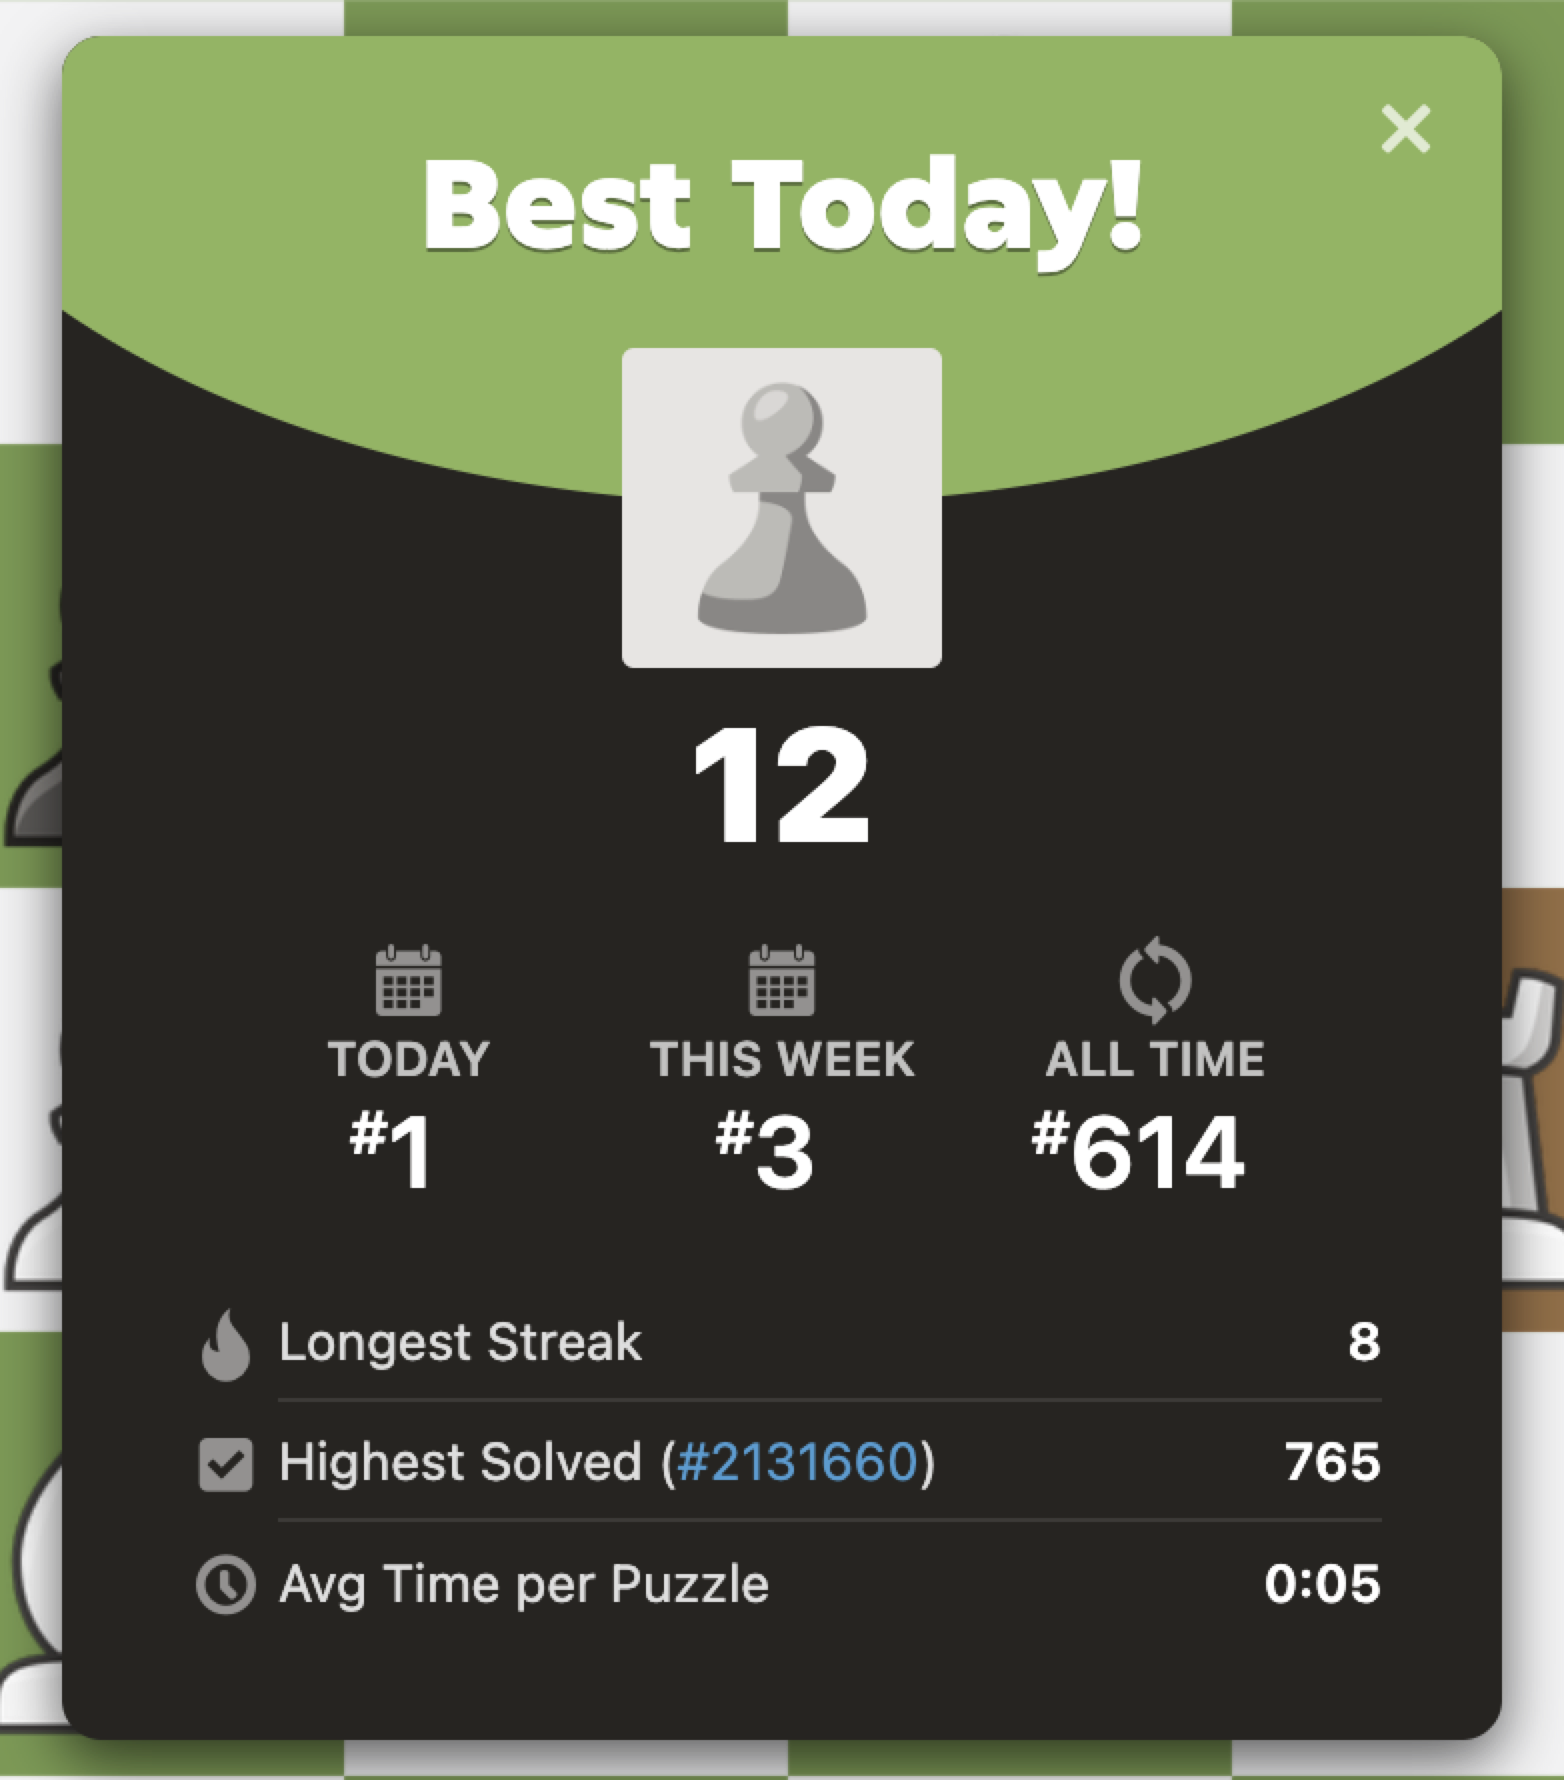 Best Today!
12
TODAY THIS WEEK ALL TIME
#1 #3 #614
Longest Streak 8
Highest Solved (#2131660) 765
Avg Time per Puzzle 0:05